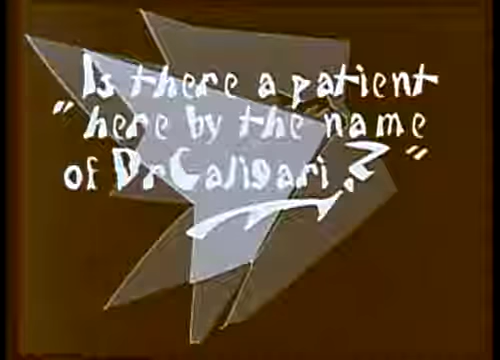 Is there a patient
"here by the name
of Dr Caligari?"